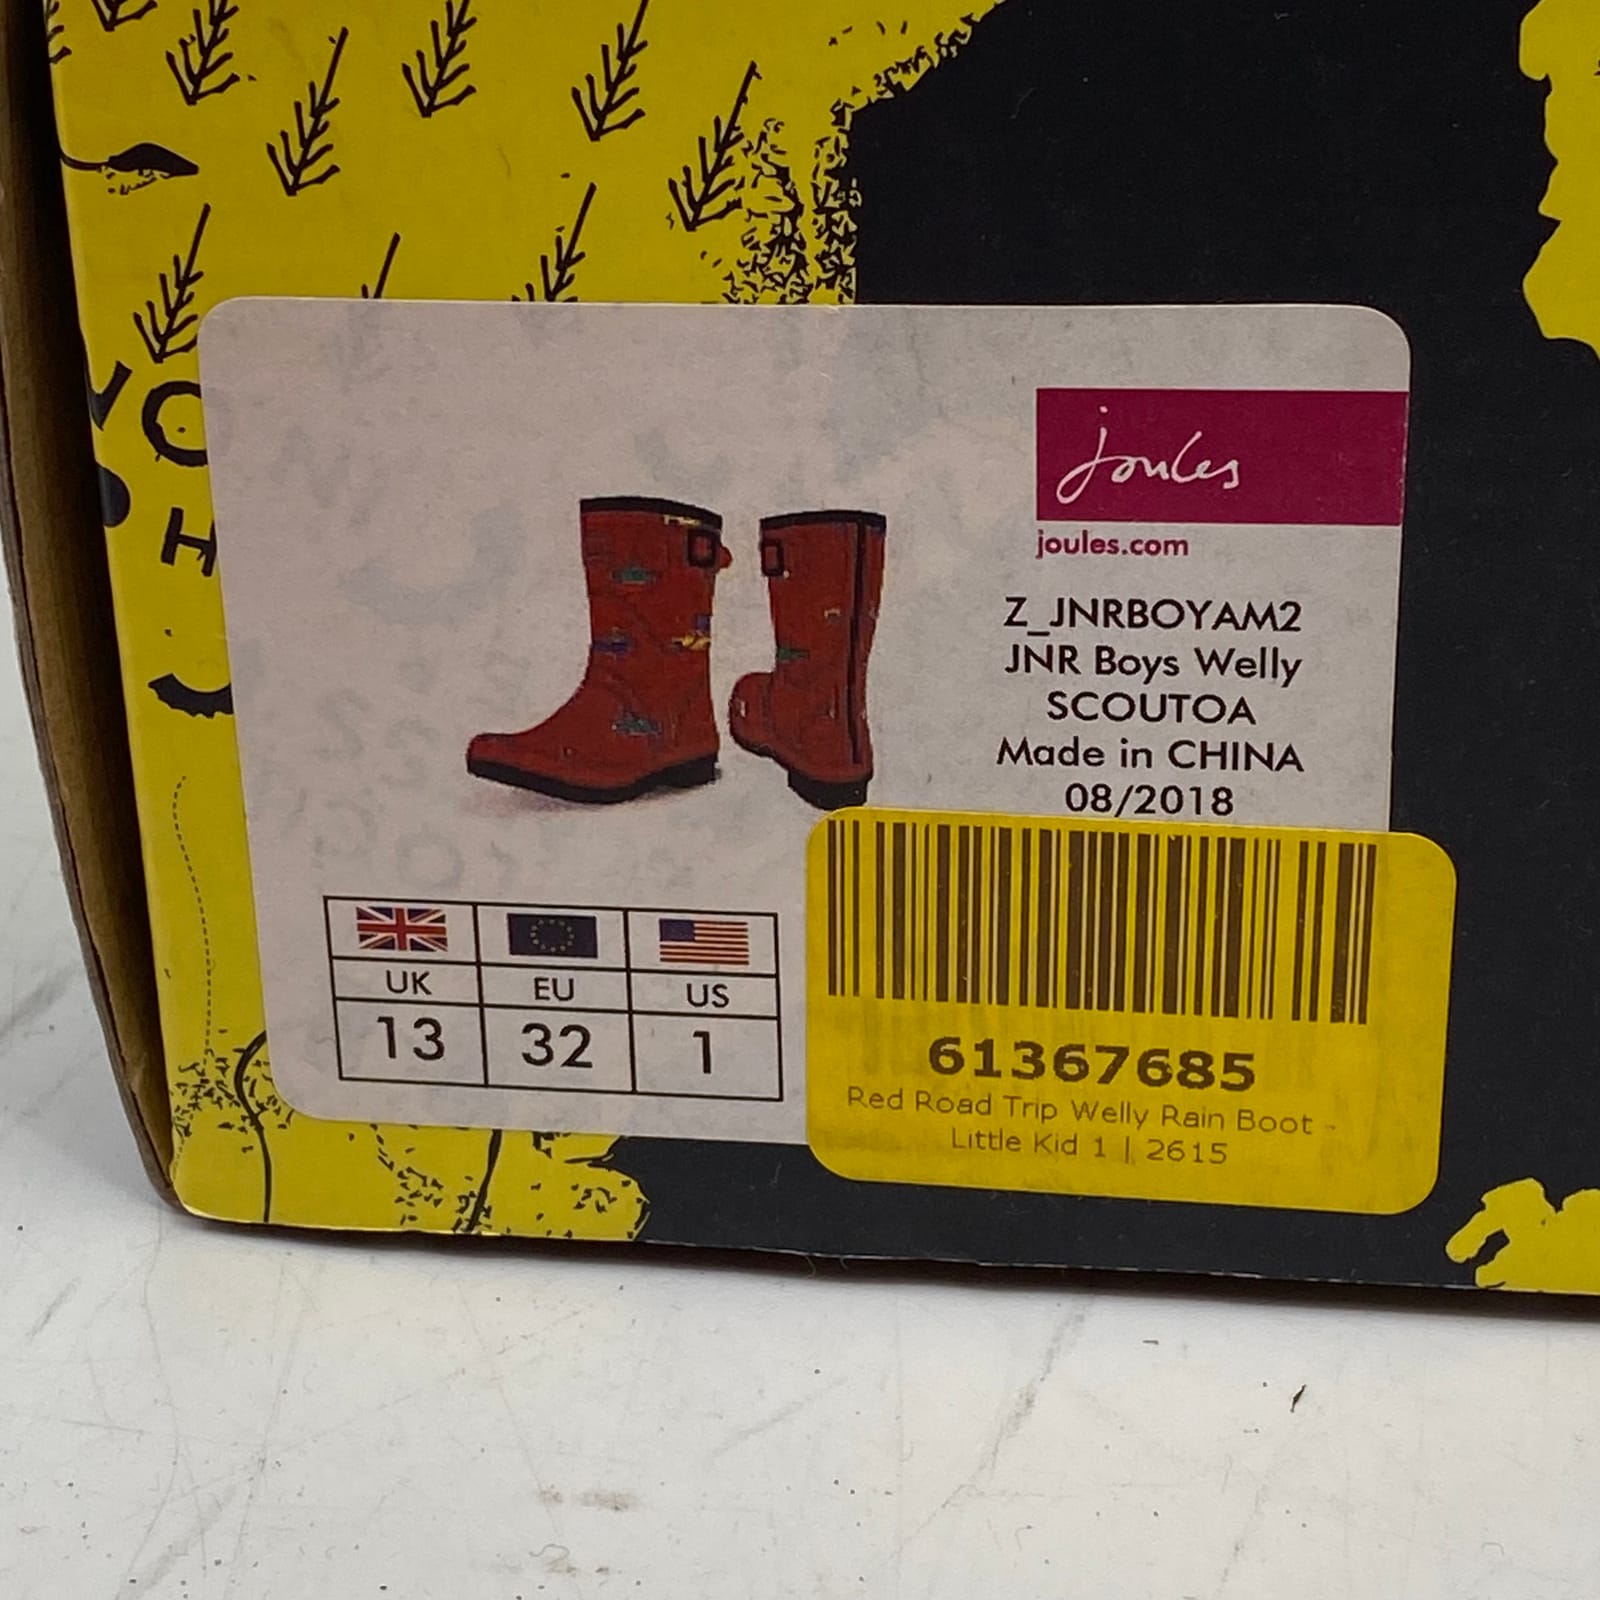 joules
joules.com
Z_JNRBOYAM2
JNR Boys Welly
SCOUTOA
Made in CHINA
08/2018
UK EU US
13 32 1
61367685
Red Road Trip Welly Rain Boot -
Little Kid 1 | 2615